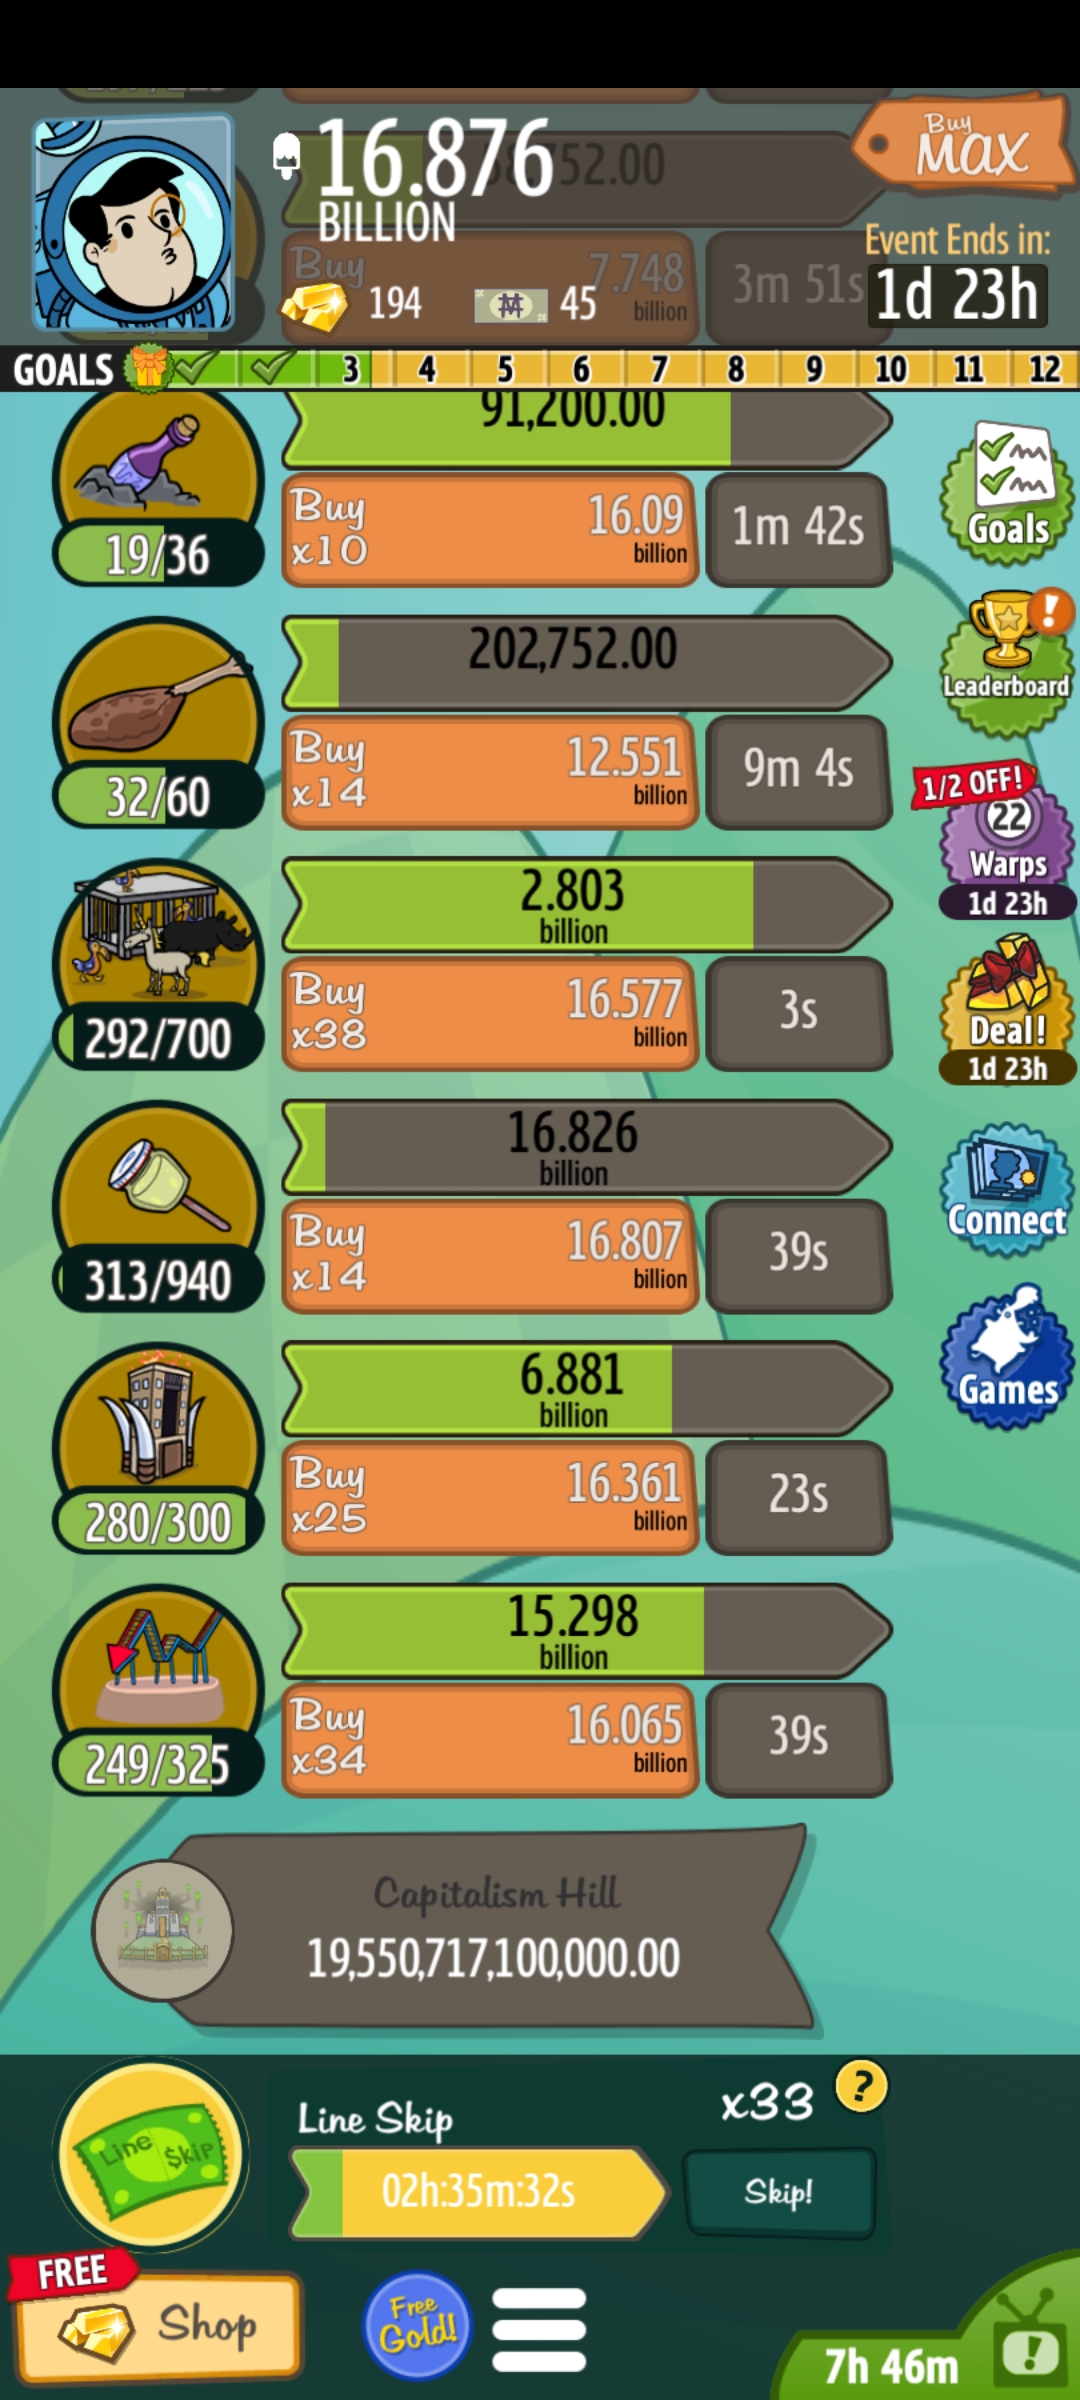 16.876
BILLION
Buy
MAX
752.00
Event Ends in:
1d 23h
Buy
7.748
billion
3m 51s
194
45
GOALS
3
4
5
6
7
8
9
10
11
12
91,200.00
Buy
x10
16.09
billion
1m 42s
19/36
Goals
202,752.00
Buy
x14
12.551
billion
9m 4s
32/60
Leaderboard
1/2 OFF!
22
Warps
1d 23h
2.803
billion
Buy
x38
16.577
billion
3s
292/700
Deal!
1d 23h
16.826
billion
Buy
x14
16.807
billion
39s
313/940
Connect
6.881
billion
Buy
x25
16.361
billion
23s
280/300
Games
15.298
billion
Buy
x34
16.065
billion
39s
249/325
Capitalism Hill
19,550,717,100,000.00
Line $kip
Line Skip
x33
?
02h:35m:32s
Skip!
FREE
Shop
Free
Gold!
7h 46m